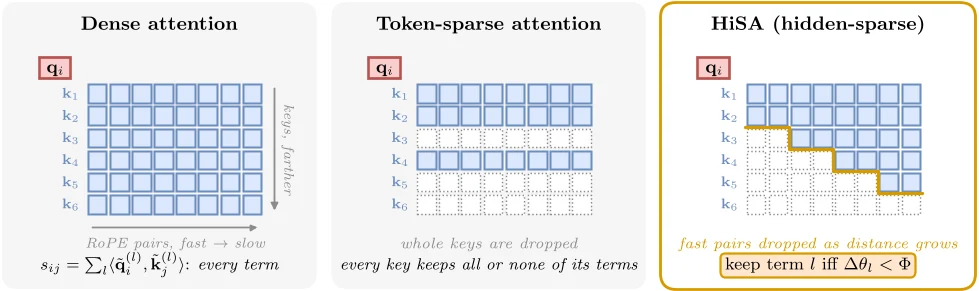 Dense attention
q_i
k_1
k_2
k_3
k_4
k_5
k_6
keys, farther
RoPE pairs, fast → slow
s_{ij} = ∑_l⟨q̃_i^{(l)}, k̃_j^{(l)}⟩: every term
Token-sparse attention
q_i
k_1
k_2
k_3
k_4
k_5
k_6
whole keys are dropped
every key keeps all or none of its terms
HiSA (hidden-sparse)
q_i
k_1
k_2
k_3
k_4
k_5
k_6
fast pairs dropped as distance grows
keep term l iff Δθ_l < Φ